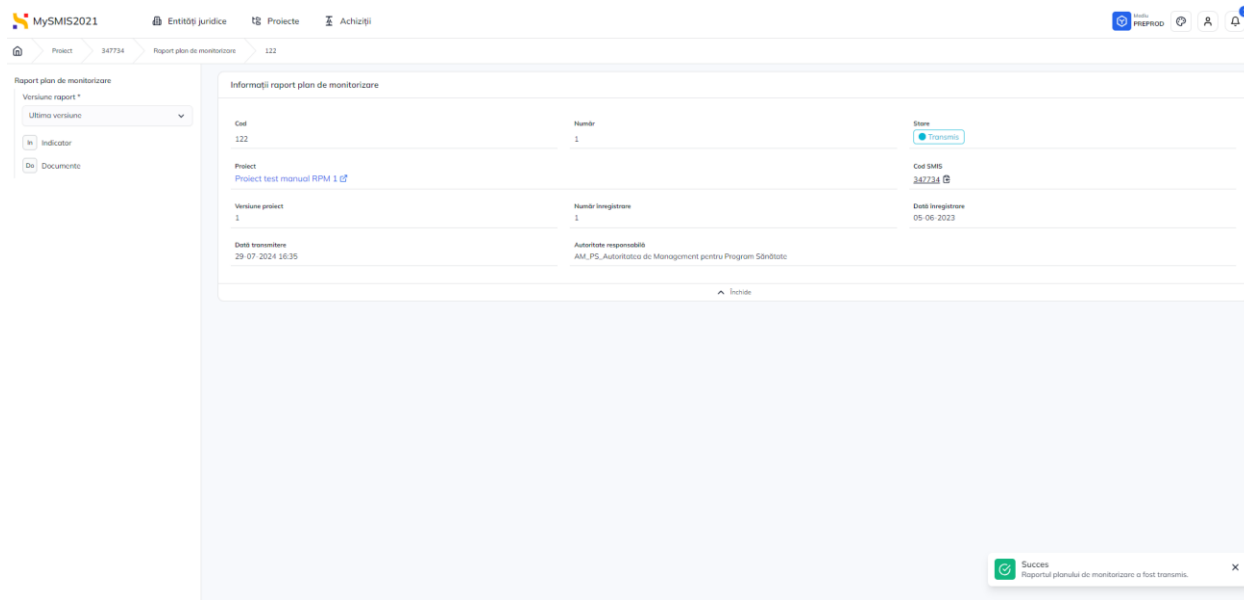 MySMIS2021
Entități juridice
Proiecte
Achiziții
Mediu
PREPROD
Proiect
347734
Raport plan de monitorizare
122
Raport plan de monitorizare
Versiune raport *
Ultima versiune
In Indicator
Do Documente
Informații raport plan de monitorizare
Cod
122
Număr
1
Stare
Transmis
Proiect
Proiect test manual RPM 1
Cod SMIS
347734
Versiune proiect
1
Număr înregistrare
1
Dată înregistrare
05-06-2023
Dată transmitere
29-07-2024 16:35
Autoritate responsabilă
AM_PS_Autoritatea de Management pentru Program Sănătate
Închide
Succes
Raportul planului de monitorizare a fost transmis.